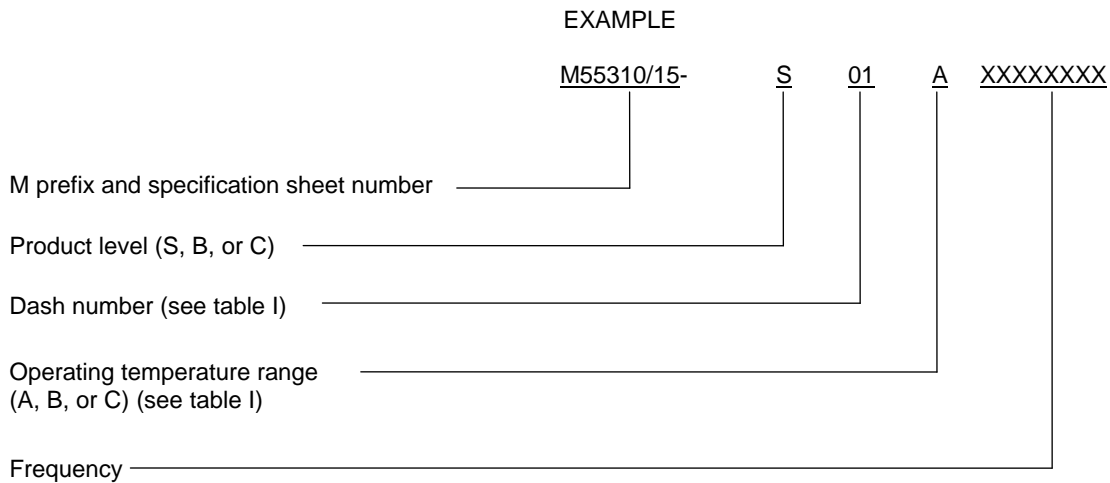 EXAMPLE
M55310/15- S 01 A XXXXXXXX
M prefix and specification sheet number
Product level (S, B, or C)
Dash number (see table I)
Operating temperature range
(A, B, or C) (see table I)
Frequency